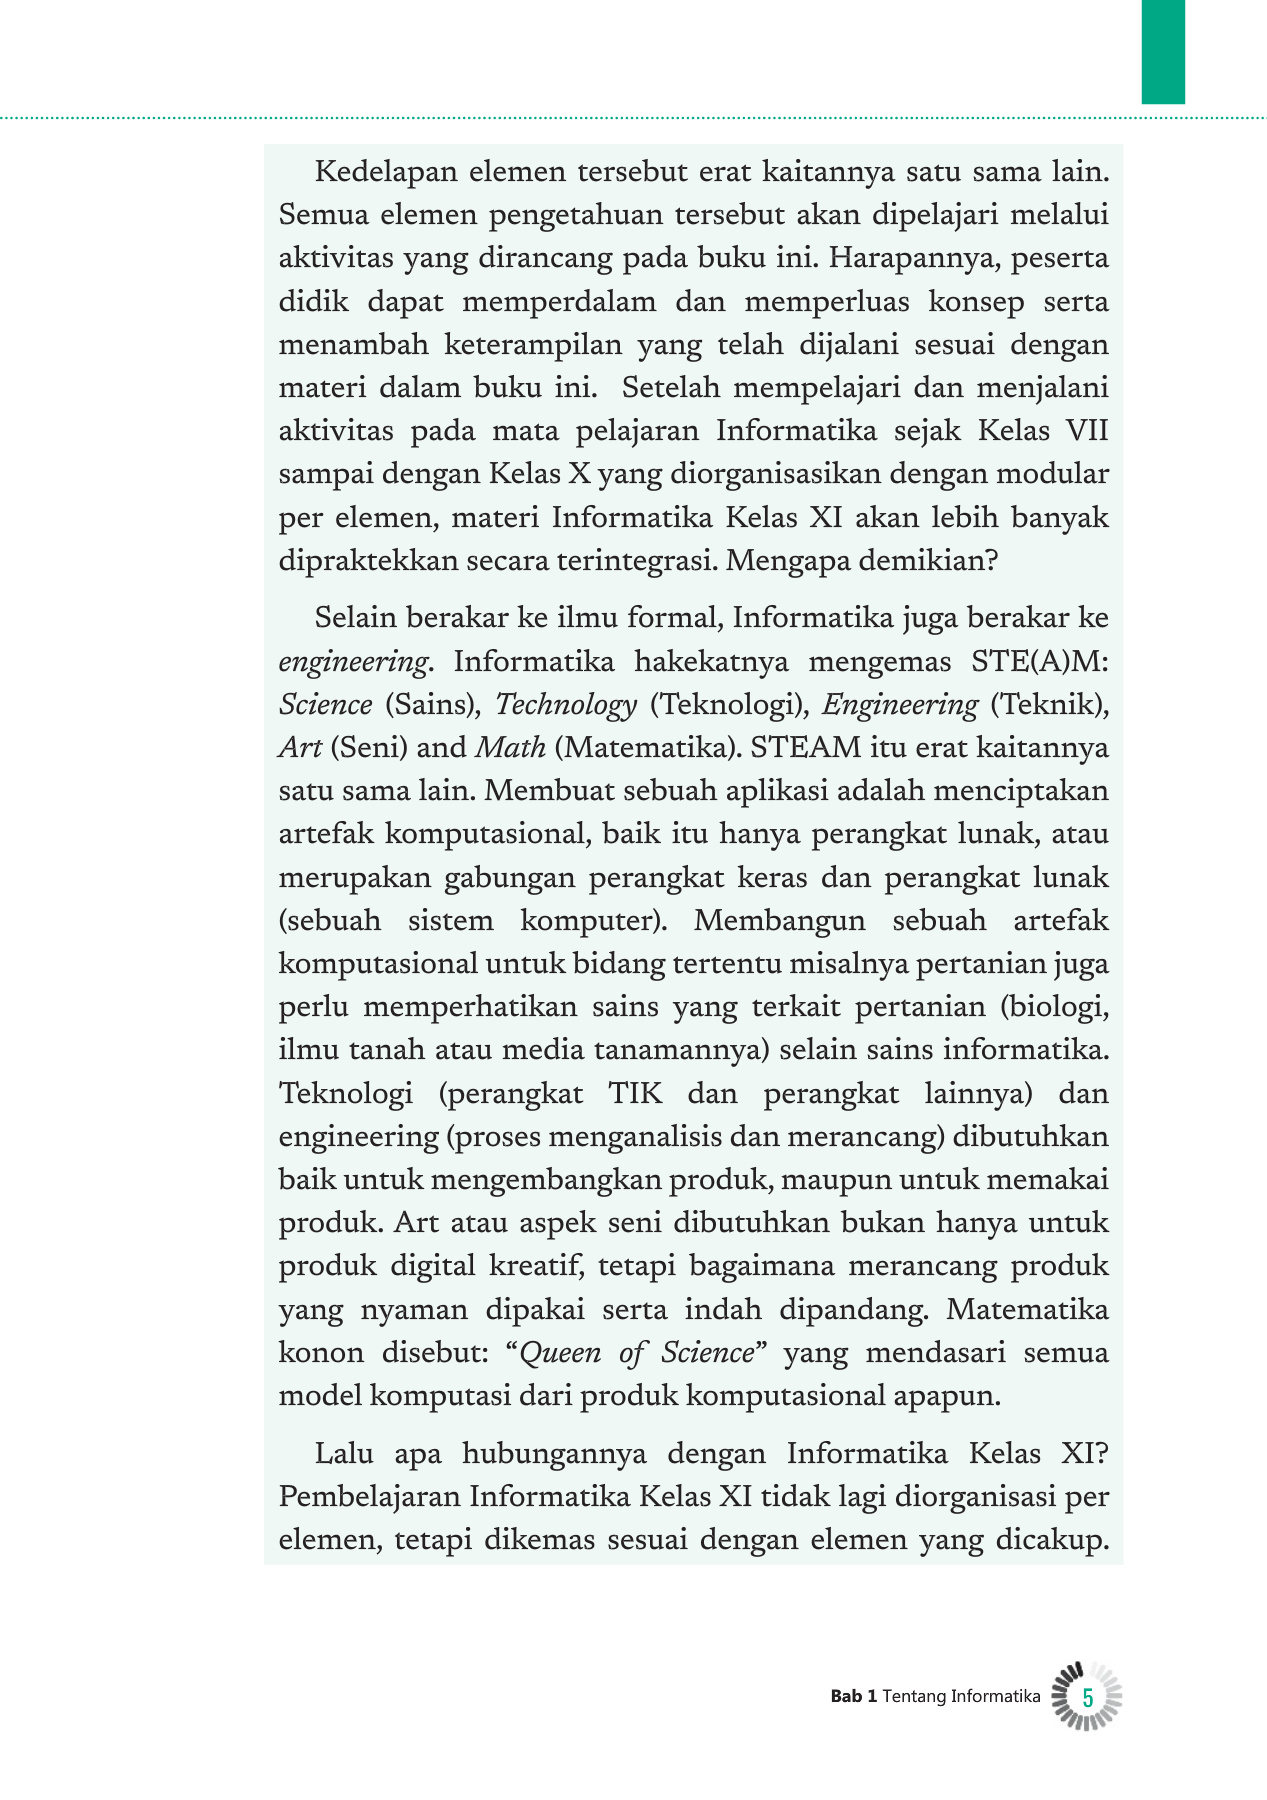 Kedelapan elemen tersebut erat kaitannya satu sama lain.
Semua elemen pengetahuan tersebut akan dipelajari melalui
aktivitas yang dirancang pada buku ini. Harapannya, peserta
didik dapat memperdalam dan memperluas konsep serta
menambah keterampilan yang telah dijalani sesuai dengan
materi dalam buku ini. Setelah mempelajari dan menjalani
aktivitas pada mata pelajaran Informatika sejak Kelas VII
sampai dengan Kelas X yang diorganisasikan dengan modular
per elemen, materi Informatika Kelas XI akan lebih banyak
dipraktekkan secara terintegrasi. Mengapa demikian?
Selain berakar ke ilmu formal, Informatika juga berakar ke
engineering. Informatika hakekatnya mengemas STE(A)M:
Science (Sains), Technology (Teknologi), Engineering (Teknik),
Art (Seni) and Math (Matematika). STEAM itu erat kaitannya
satu sama lain. Membuat sebuah aplikasi adalah menciptakan
artefak komputasional, baik itu hanya perangkat lunak, atau
merupakan gabungan perangkat keras dan perangkat lunak
(sebuah sistem komputer). Membangun sebuah artefak
komputasional untuk bidang tertentu misalnya pertanian juga
perlu memperhatikan sains yang terkait pertanian (biologi,
ilmu tanah atau media tanamannya) selain sains informatika.
Teknologi (perangkat TIK dan perangkat lainnya) dan
engineering (proses menganalisis dan merancang) dibutuhkan
baik untuk mengembangkan produk, maupun untuk memakai
produk. Art atau aspek seni dibutuhkan bukan hanya untuk
produk digital kreatif, tetapi bagaimana merancang produk
yang nyaman dipakai serta indah dipandang. Matematika
konon disebut: “Queen of Science” yang mendasari semua
model komputasi dari produk komputasional apapun.
Lalu apa hubungannya dengan Informatika Kelas XI?
Pembelajaran Informatika Kelas XI tidak lagi diorganisasi per
elemen, tetapi dikemas sesuai dengan elemen yang dicakup.
Bab 1 Tentang Informatika 5